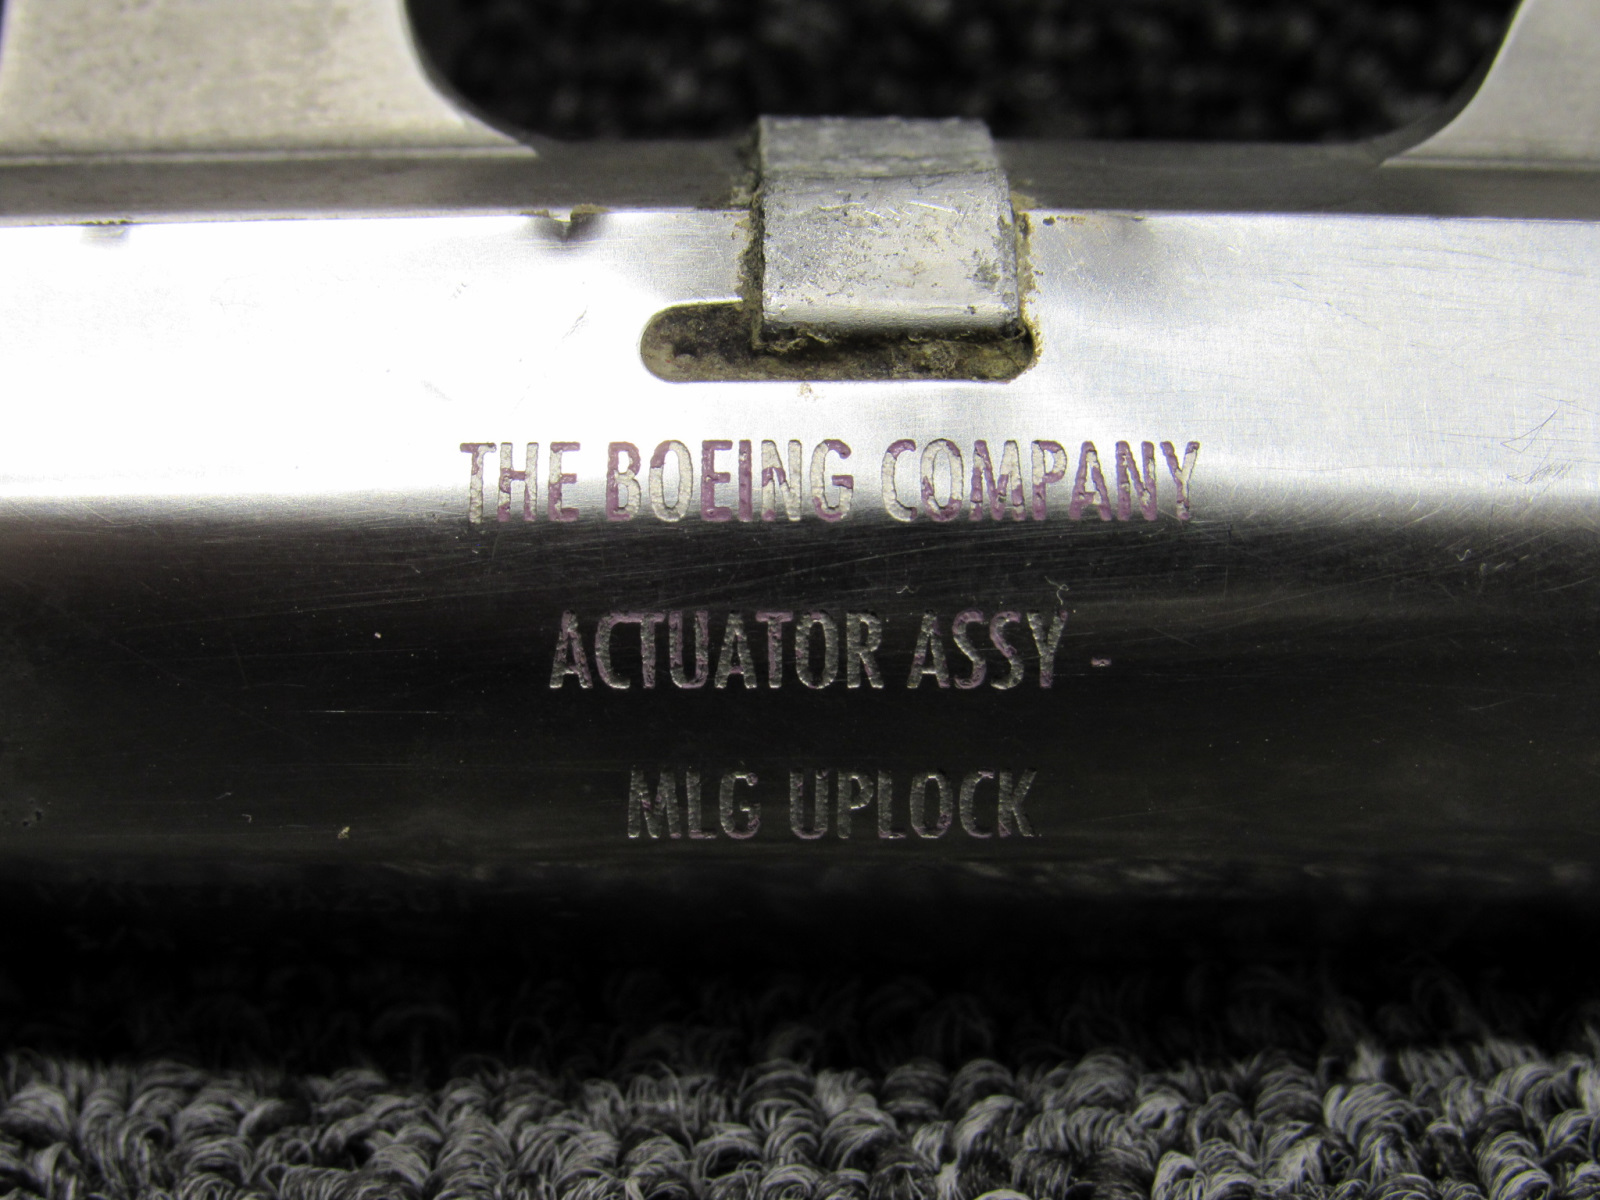 THE BOEING COMPANY
ACTUATOR ASSY -
MLG UPLOCK